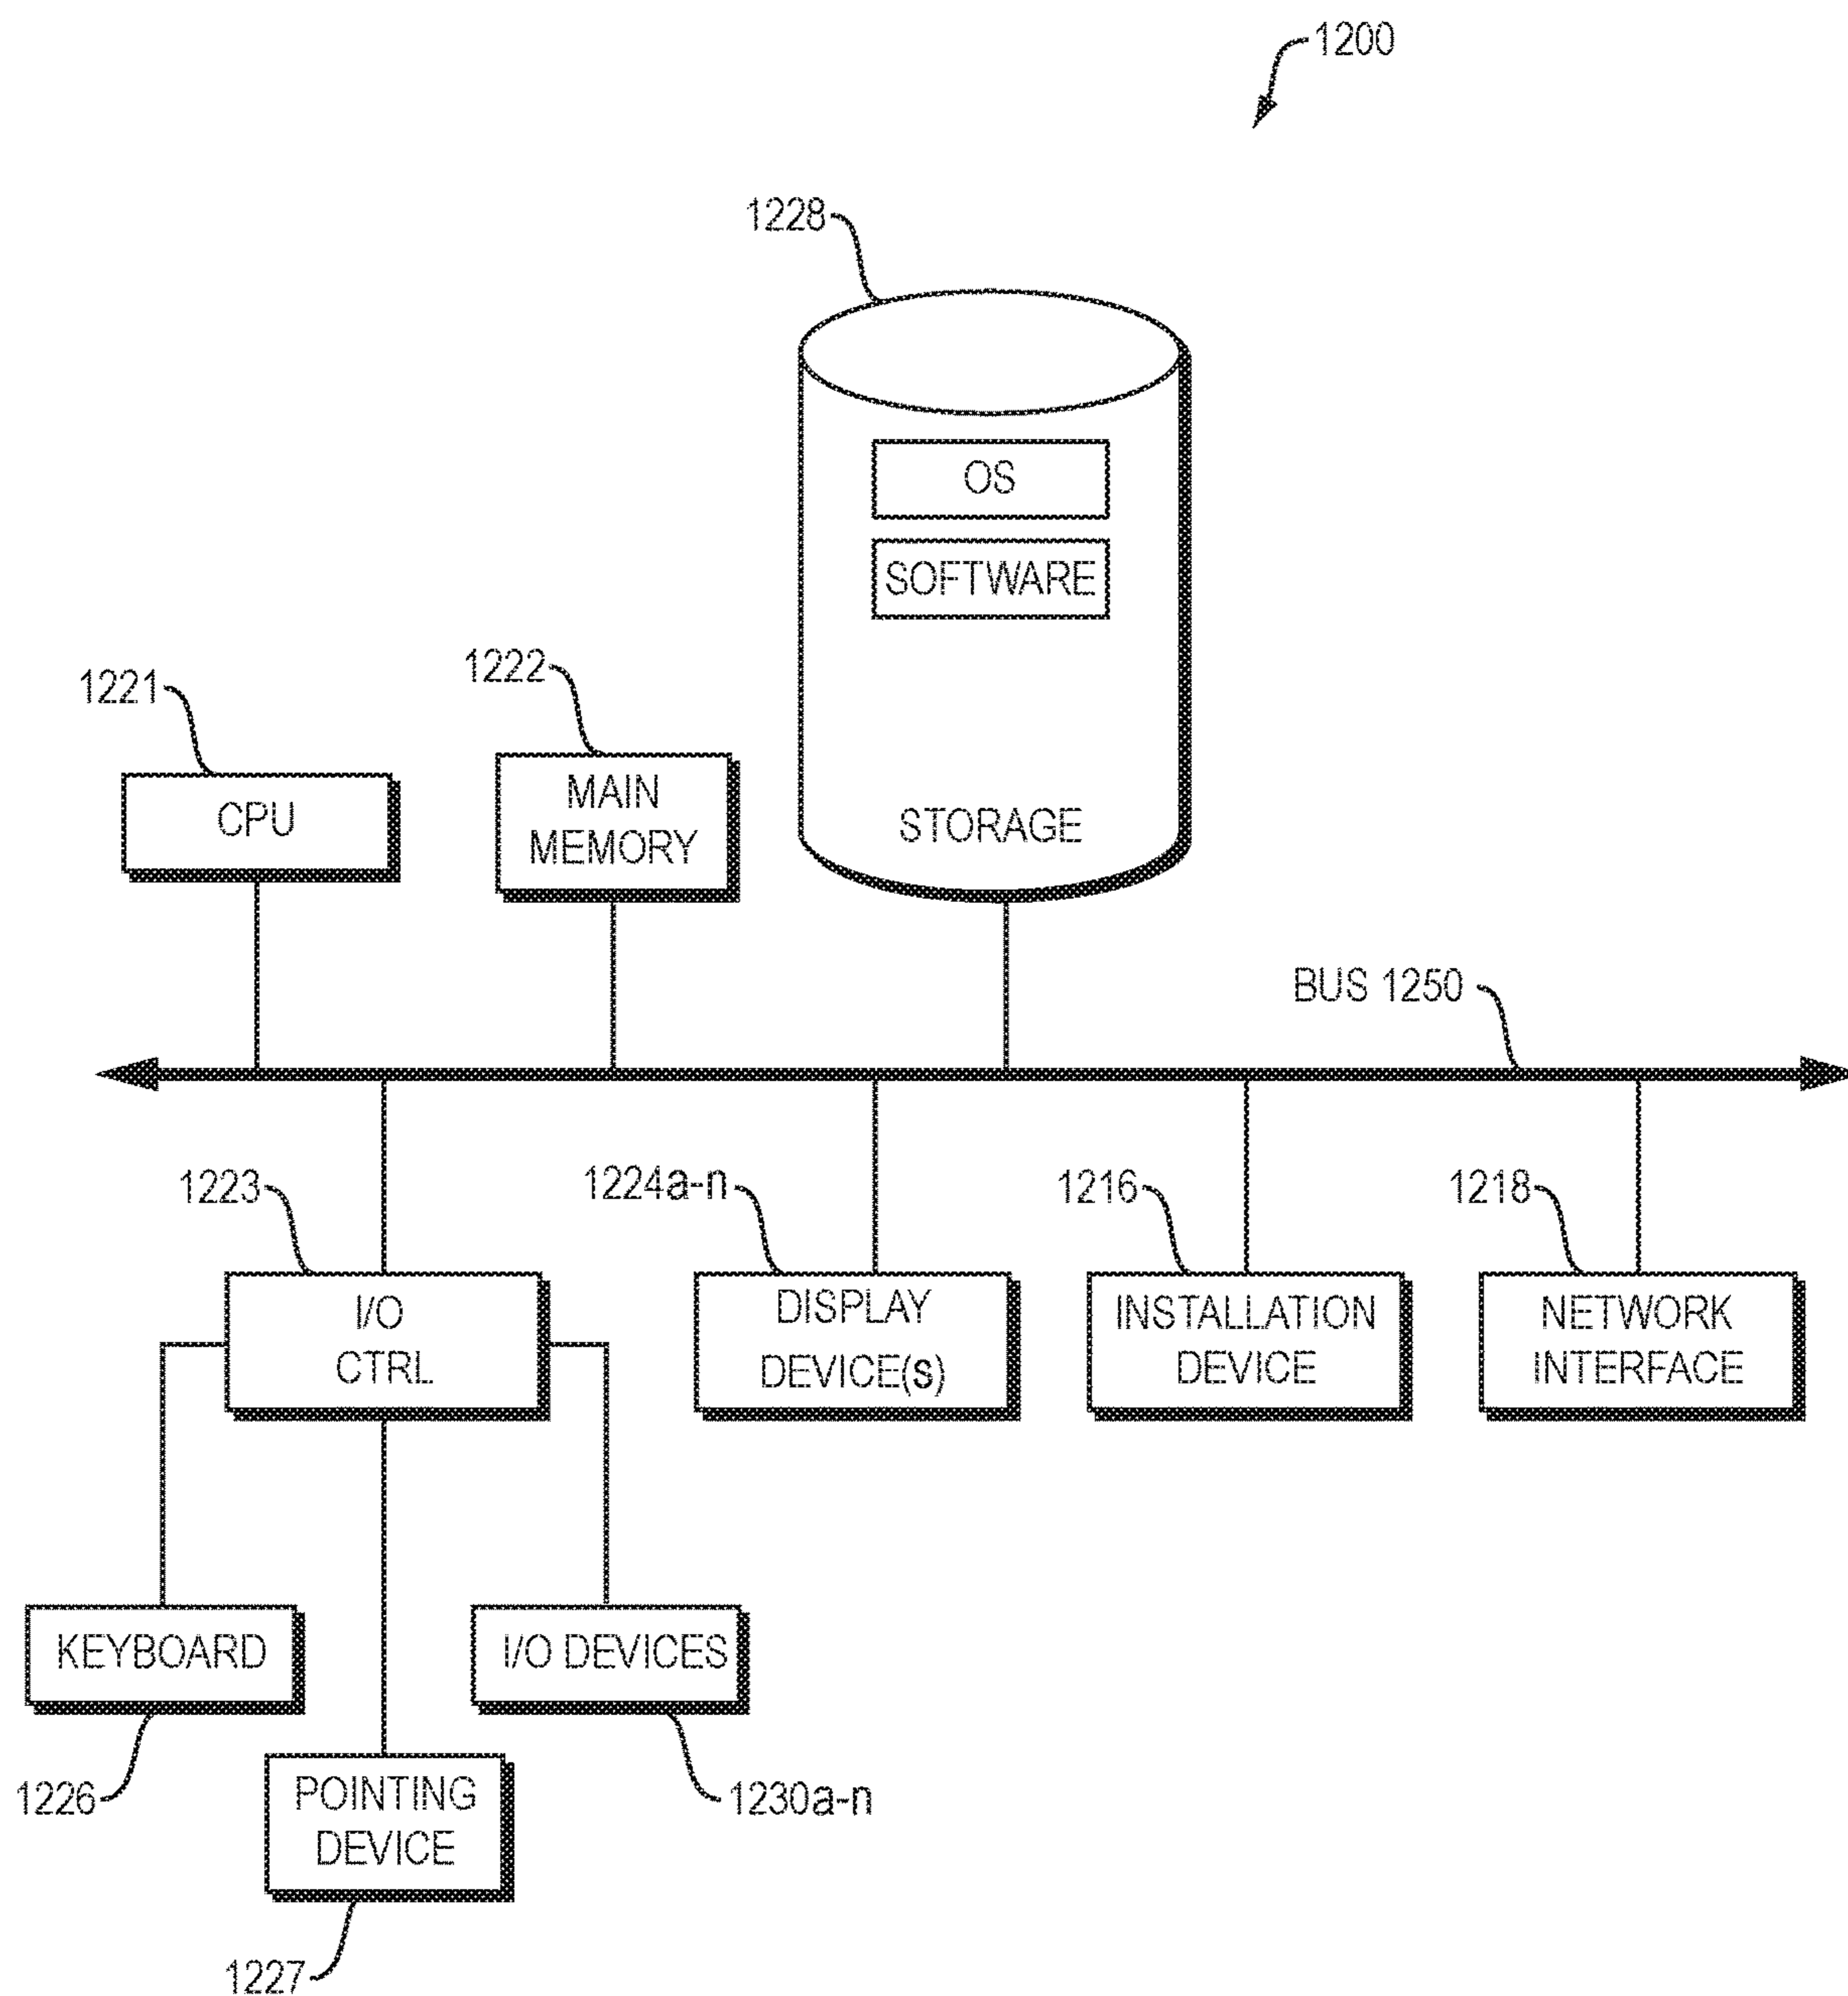 1200
1228
OS
SOFTWARE
STORAGE
1221
CPU
1222
MAIN
MEMORY
BUS 1250
1223
I/O
CTRL
1224a-n
DISPLAY
DEVICE(s)
1216
INSTALLATION
DEVICE
1218
NETWORK
INTERFACE
KEYBOARD
1226
POINTING
DEVICE
1227
I/O DEVICES
1230a-n